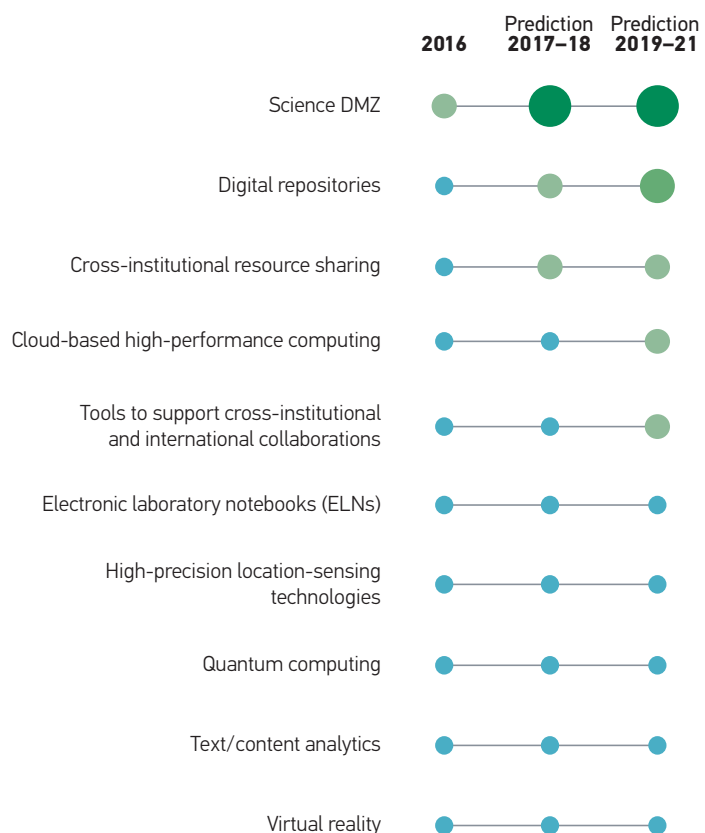 Prediction Prediction
2016 2017–18 2019–21
Science DMZ
Digital repositories
Cross-institutional resource sharing
Cloud-based high-performance computing
Tools to support cross-institutional
and international collaborations
Electronic laboratory notebooks (ELNs)
High-precision location-sensing
technologies
Quantum computing
Text/content analytics
Virtual reality